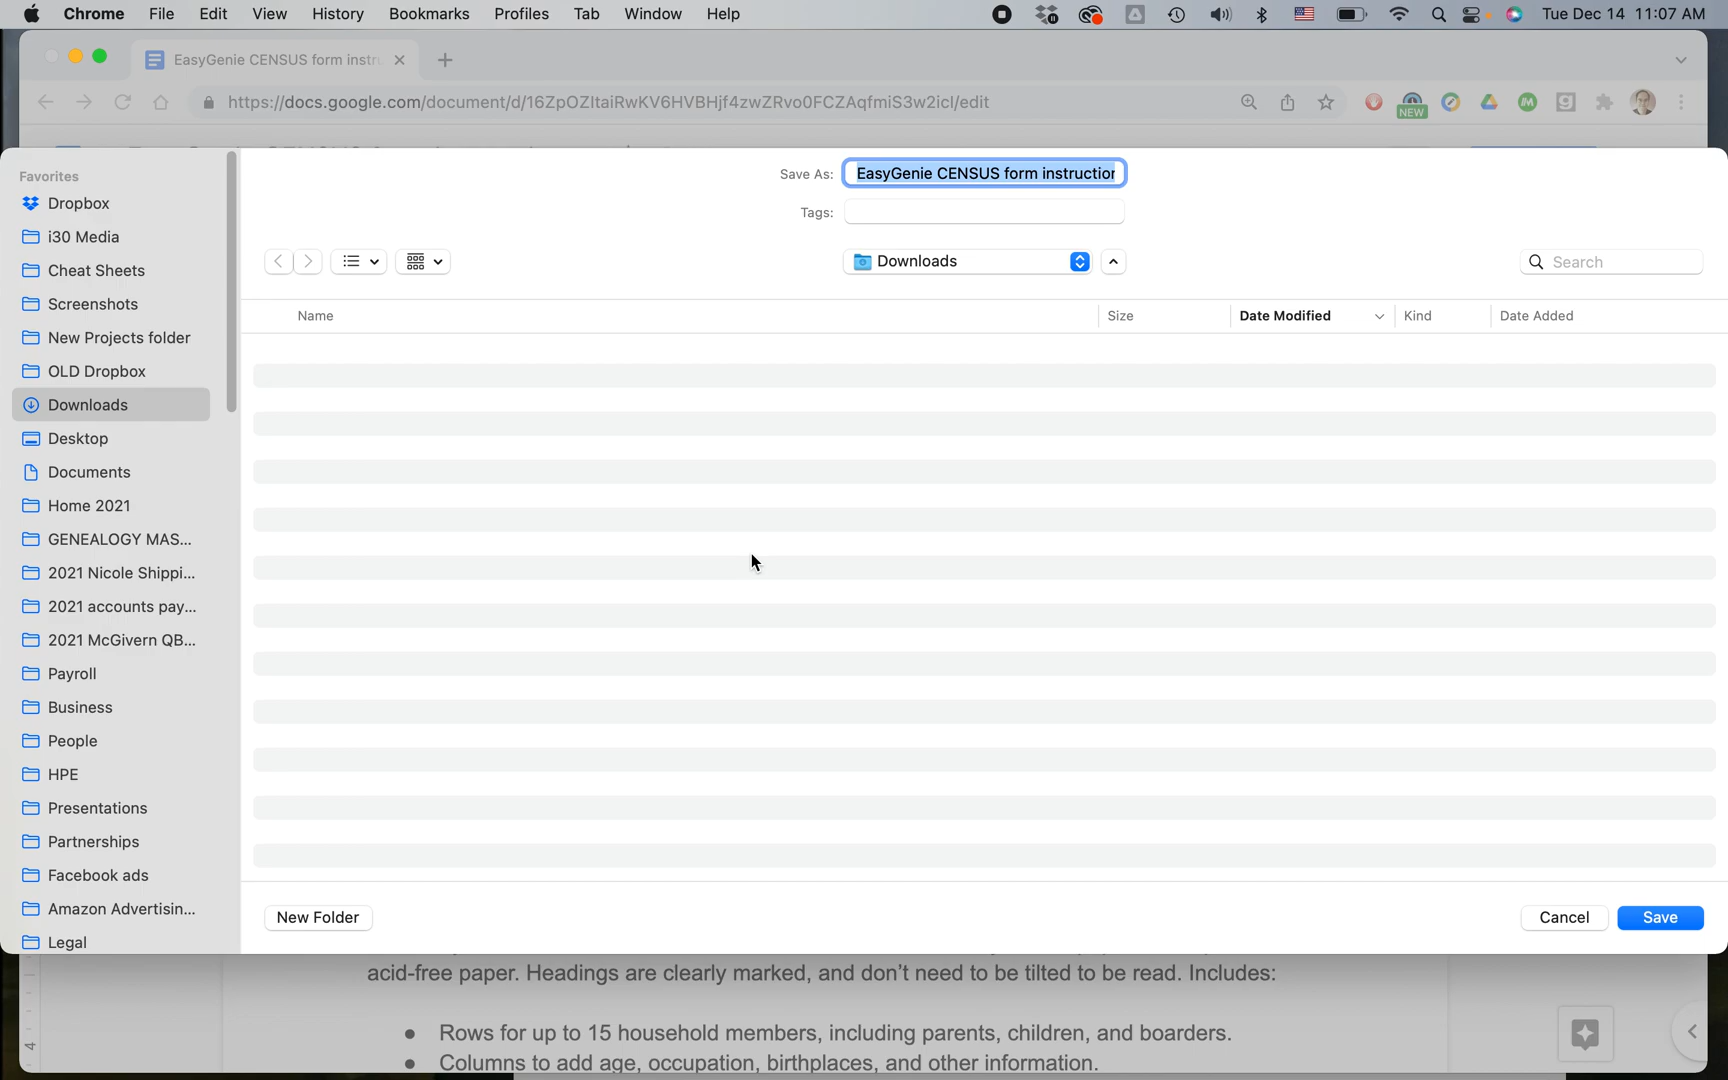 Chrome File Edit View History Bookmarks Profiles Tab Window Help Tue Dec 14 11:07 AM
EasyGenie CENSUS form instru
https://docs.google.com/document/d/16ZpOZItaiRwKV6HVBHjf4zwZRvo0FCZAqfmiS3w2icI/edit
NEW
Favorites
Dropbox
i30 Media
Cheat Sheets
Screenshots
New Projects folder
OLD Dropbox
Downloads
Desktop
Documents
Home 2021
GENEALOGY MAS...
2021 Nicole Shippi...
2021 accounts pay...
2021 McGivern QB...
Payroll
Business
People
HPE
Presentations
Partnerships
Facebook ads
Amazon Advertisin...
Legal
Save As: EasyGenie CENSUS form instruction
Tags:
Downloads
Search
Name Size Date Modified Kind Date Added
New Folder Cancel Save
acid-free paper. Headings are clearly marked, and don't need to be tilted to be read. Includes:
● Rows for up to 15 household members, including parents, children, and boarders.
● Columns to add age, occupation, birthplaces, and other information.
4